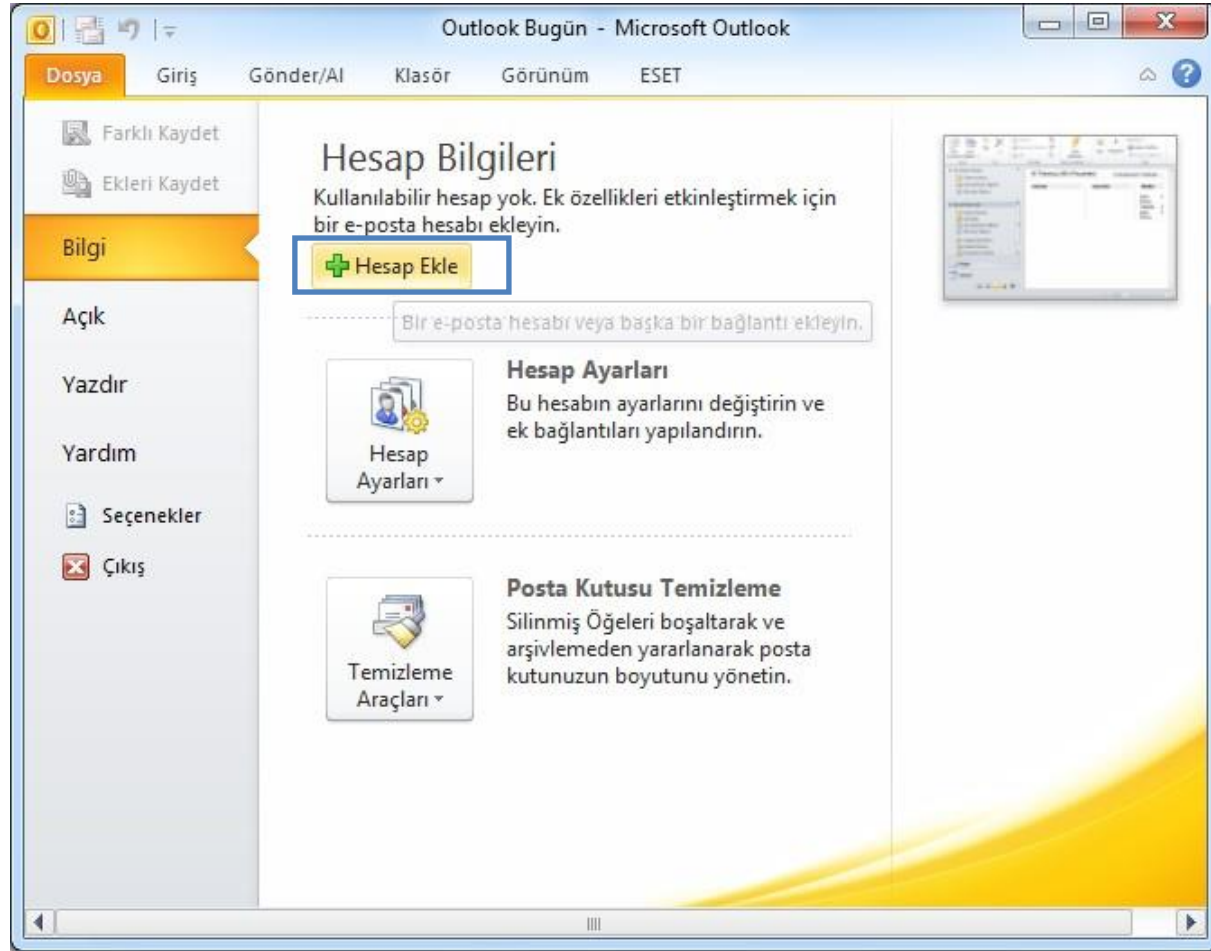 Outlook Bugün - Microsoft Outlook
Dosya Giriş Gönder/Al Klasör Görünüm ESET
Farklı Kaydet
Ekleri Kaydet
Bilgi
Açık
Yazdır
Yardım
Seçenekler
Çıkış
Hesap Bilgileri
Kullanılabilir hesap yok. Ek özellikleri etkinleştirmek için
bir e-posta hesabı ekleyin.
Hesap Ekle
Bir e-posta hesabı veya başka bir bağlantı ekleyin.
Hesap
Ayarları
Hesap Ayarları
Bu hesabın ayarlarını değiştirin ve
ek bağlantıları yapılandırın.
Temizleme
Araçları
Posta Kutusu Temizleme
Silinmiş Öğeleri boşaltarak ve
arşivlemeden yararlanarak posta
kutunuzun boyutunu yönetin.